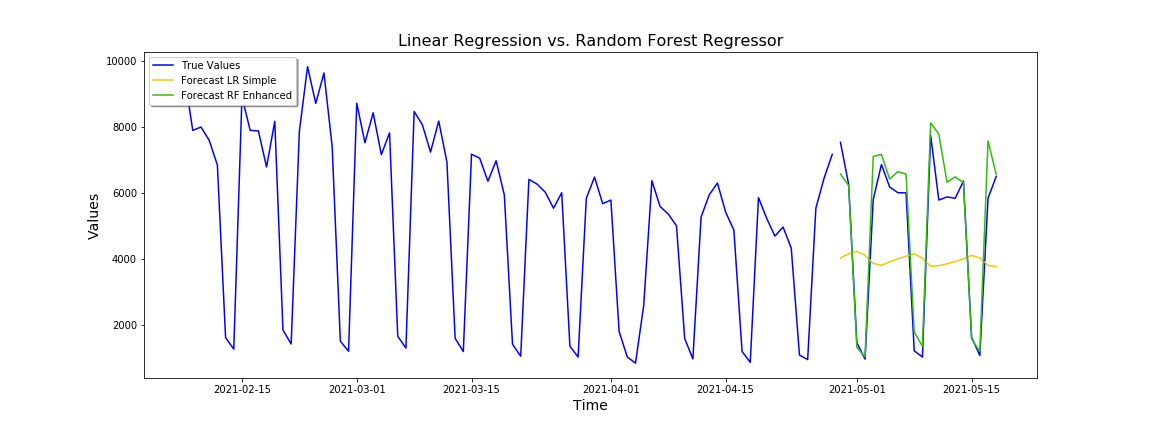 Linear Regression vs. Random Forest Regressor
True Values
Forecast LR Simple
Forecast RF Enhanced
10000
8000
6000
4000
2000
Values
2021-02-15
2021-03-01
2021-03-15
2021-04-01
2021-04-15
2021-05-01
2021-05-15
Time